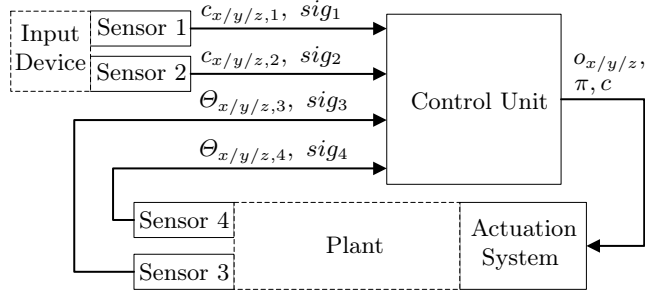 Input
Device
Sensor 1
Sensor 2
c_{x/y/z,1}, sig_1
c_{x/y/z,2}, sig_2
Θ_{x/y/z,3}, sig_3
Θ_{x/y/z,4}, sig_4
Control Unit
o_{x/y/z},
π, c
Sensor 4
Sensor 3
Plant
Actuation
System